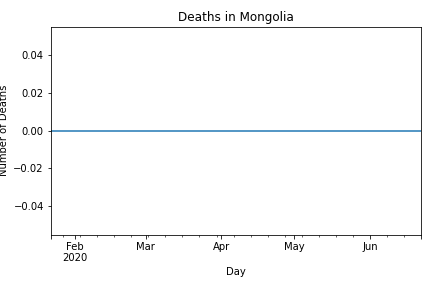 Deaths in Mongolia
Number of Deaths
0.04
0.02
0.00
−0.02
−0.04
Feb
2020
Mar
Apr
May
Jun
Day